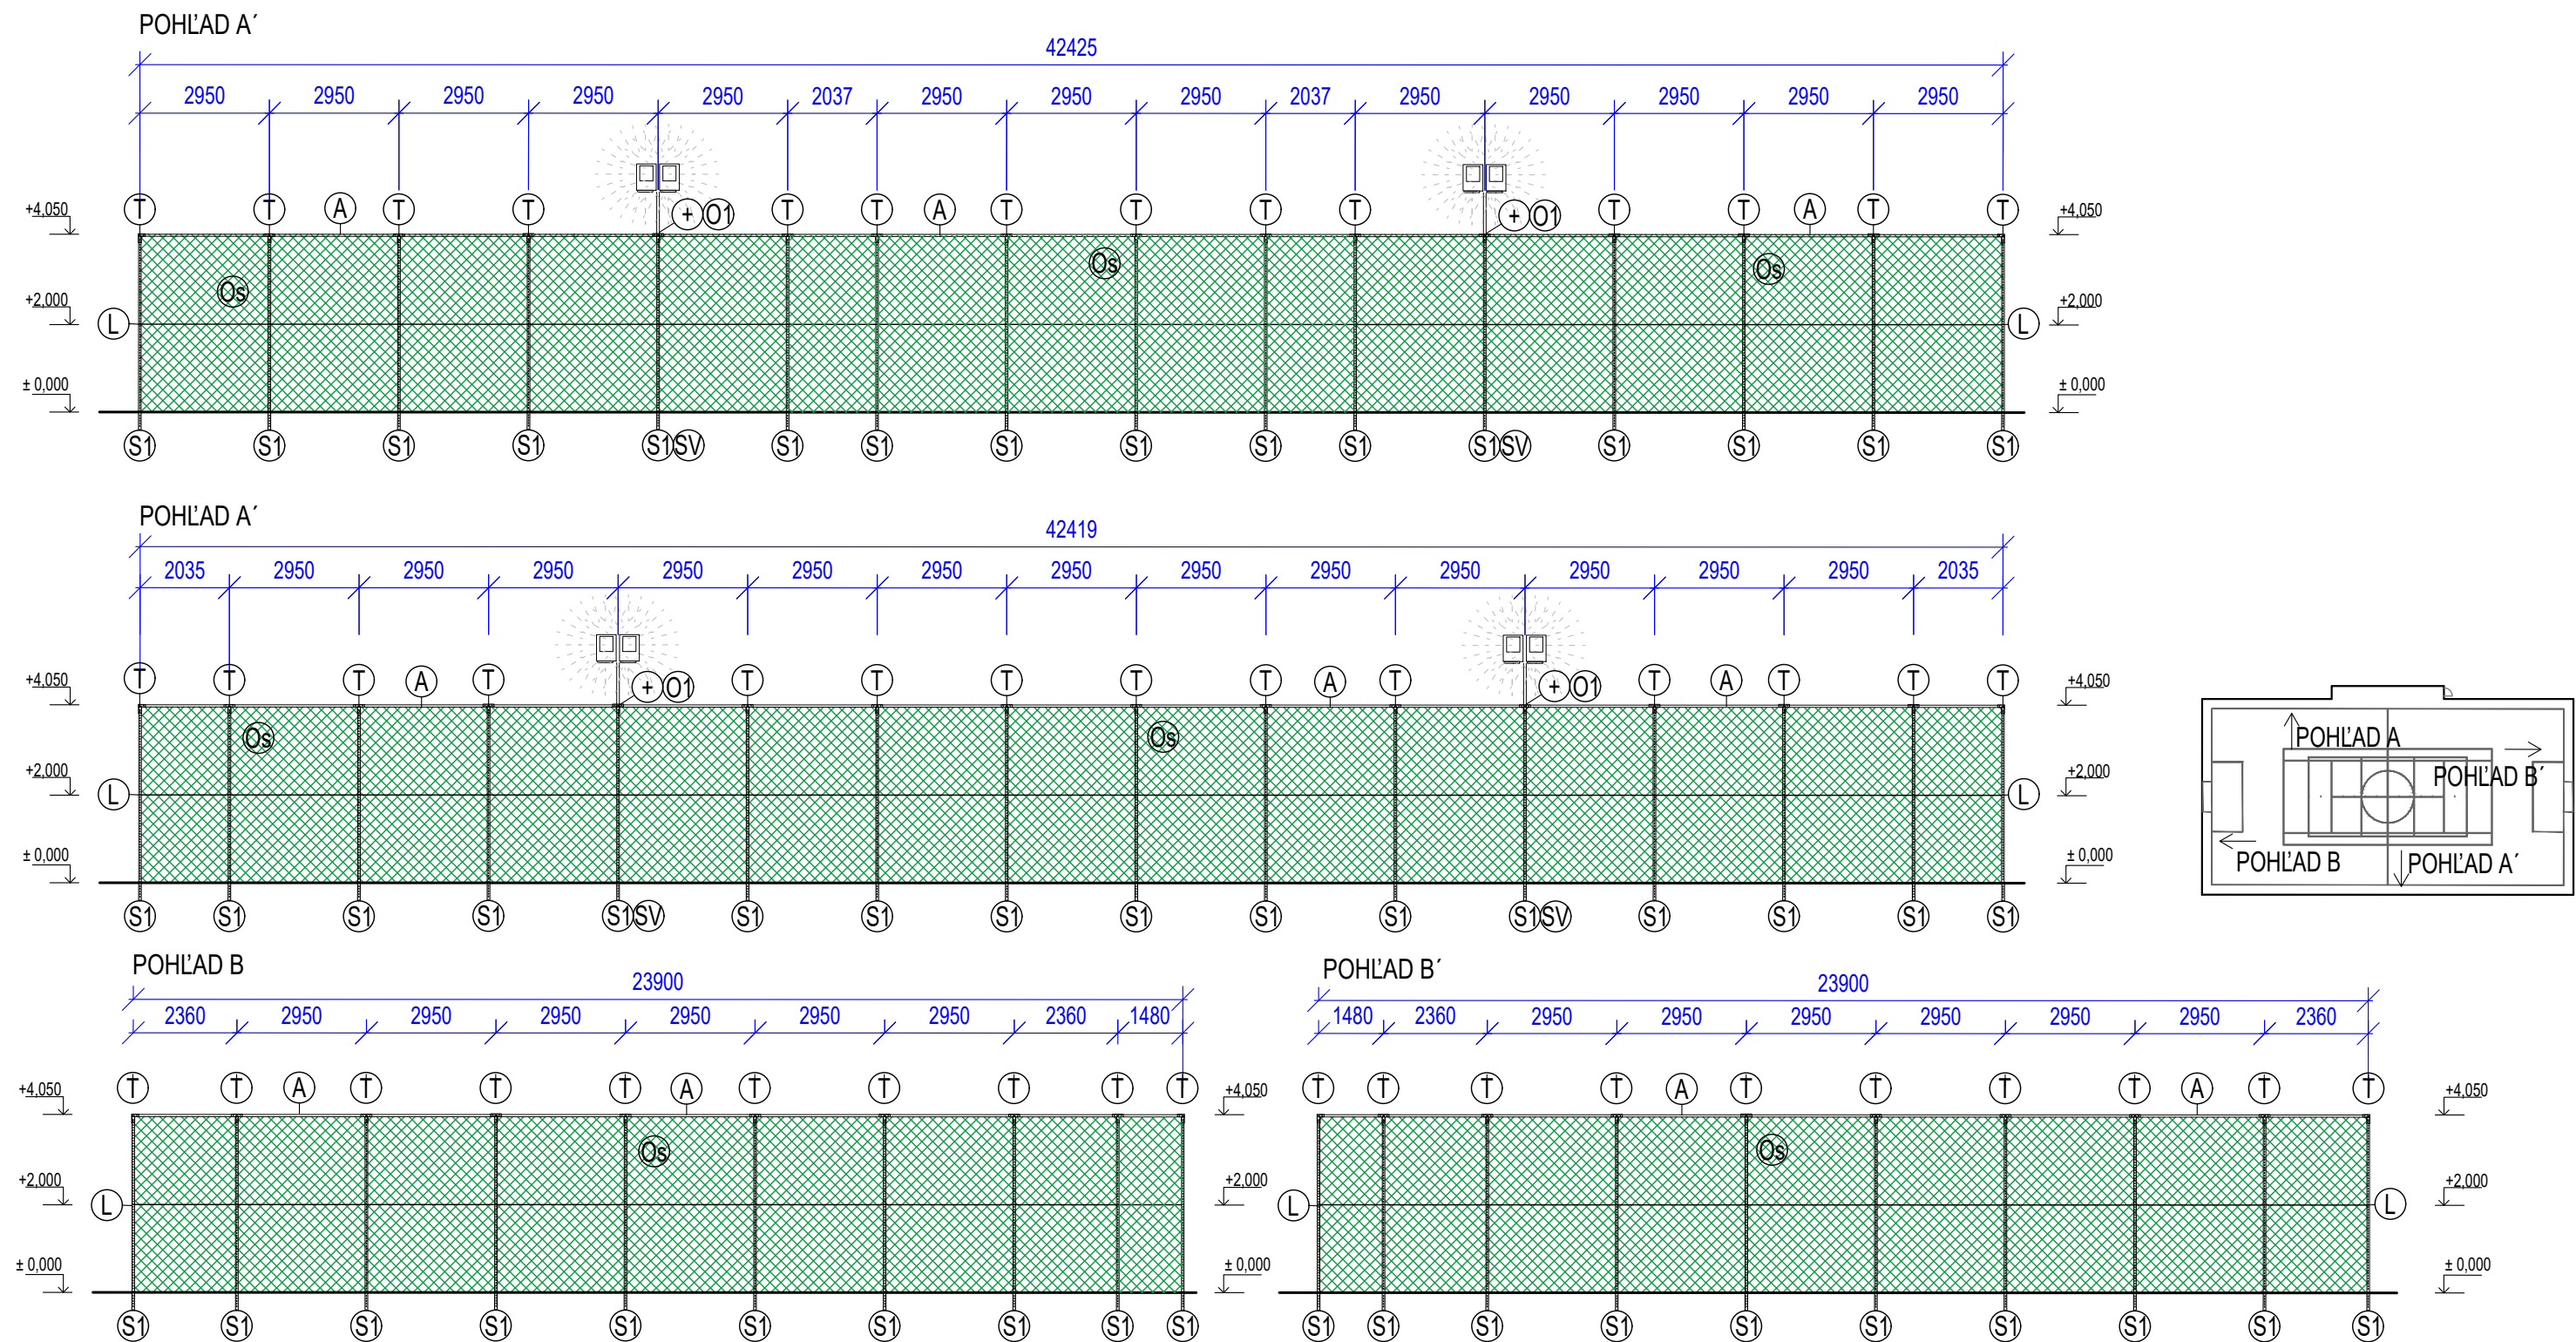 POHĽAD A´
42425
2950 2950 2950 2950 2950 2037 2950 2950 2950 2037 2950 2950 2950 2950 2950
T T A T T + O1 T T A T T T T + O1 T T A T T
+4,050 +4,050
Os Os Os
+2,000 +2,000
L L
± 0,000 ± 0,000
S1 S1 S1 S1 S1 SV S1 S1 S1 S1 S1 S1 S1 SV S1 S1 S1 S1
POHĽAD A´
42419
2035 2950 2950 2950 2950 2950 2950 2950 2950 2950 2950 2950 2950 2950 2035
T T T A T + O1 T T T T T A T + O1 T A T T T
+4,050 +4,050
Os Os
+2,000 +2,000
L L
± 0,000 ± 0,000
S1 S1 S1 S1 S1 SV S1 S1 S1 S1 S1 S1 S1 SV S1 S1 S1 S1
POHĽAD A
POHĽAD B´
POHĽAD B
POHĽAD A´
POHĽAD B
23900
2360 2950 2950 2950 2950 2950 2950 2360 1480
T T A T T T A T T T T T
+4,050 +4,050
Os
+2,000 +2,000
L
± 0,000 ± 0,000
S1 S1 S1 S1 S1 S1 S1 S1 S1 S1
POHĽAD B´
23900
1480 2360 2950 2950 2950 2950 2950 2950 2360
T T T T A T T T T A T T
+4,050
Os
+2,000
L L
± 0,000
S1 S1 S1 S1 S1 S1 S1 S1 S1 S1